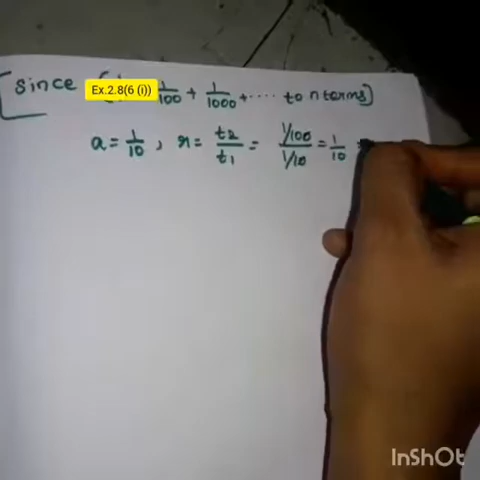 [since Ex.2.8(6 (i)) 1/100 + 1/1000 + .... to n terms]
a = 1/10 , r = t2/t1 = (1/100)/(1/10) = 1/10
InShOt